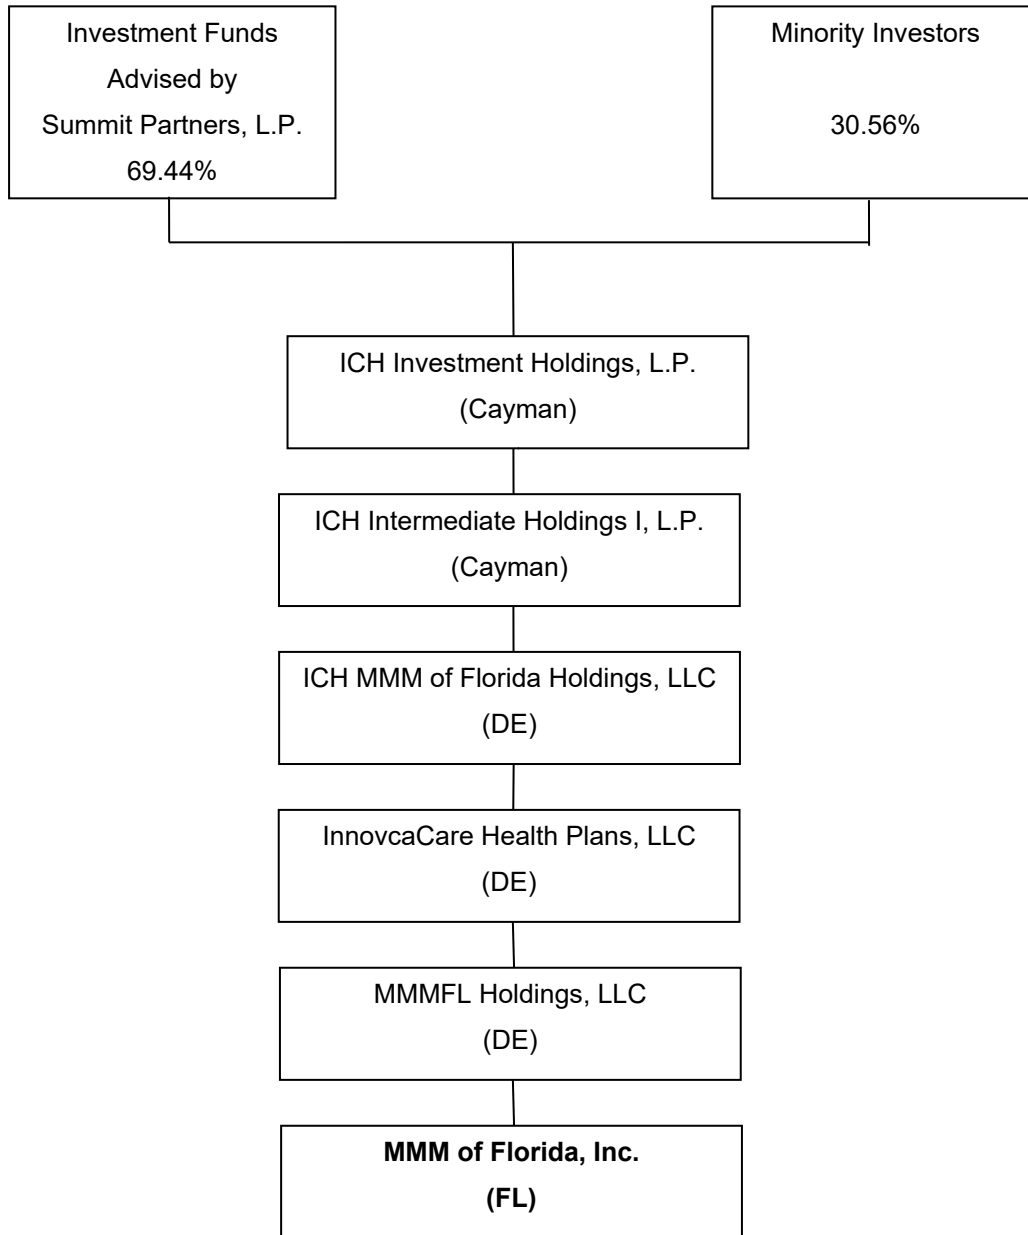 Investment Funds
Advised by
Summit Partners, L.P.
69.44%
Minority Investors
30.56%
ICH Investment Holdings, L.P.
(Cayman)
ICH Intermediate Holdings I, L.P.
(Cayman)
ICH MMM of Florida Holdings, LLC
(DE)
InnovcaCare Health Plans, LLC
(DE)
MMMFL Holdings, LLC
(DE)
MMM of Florida, Inc.
(FL)